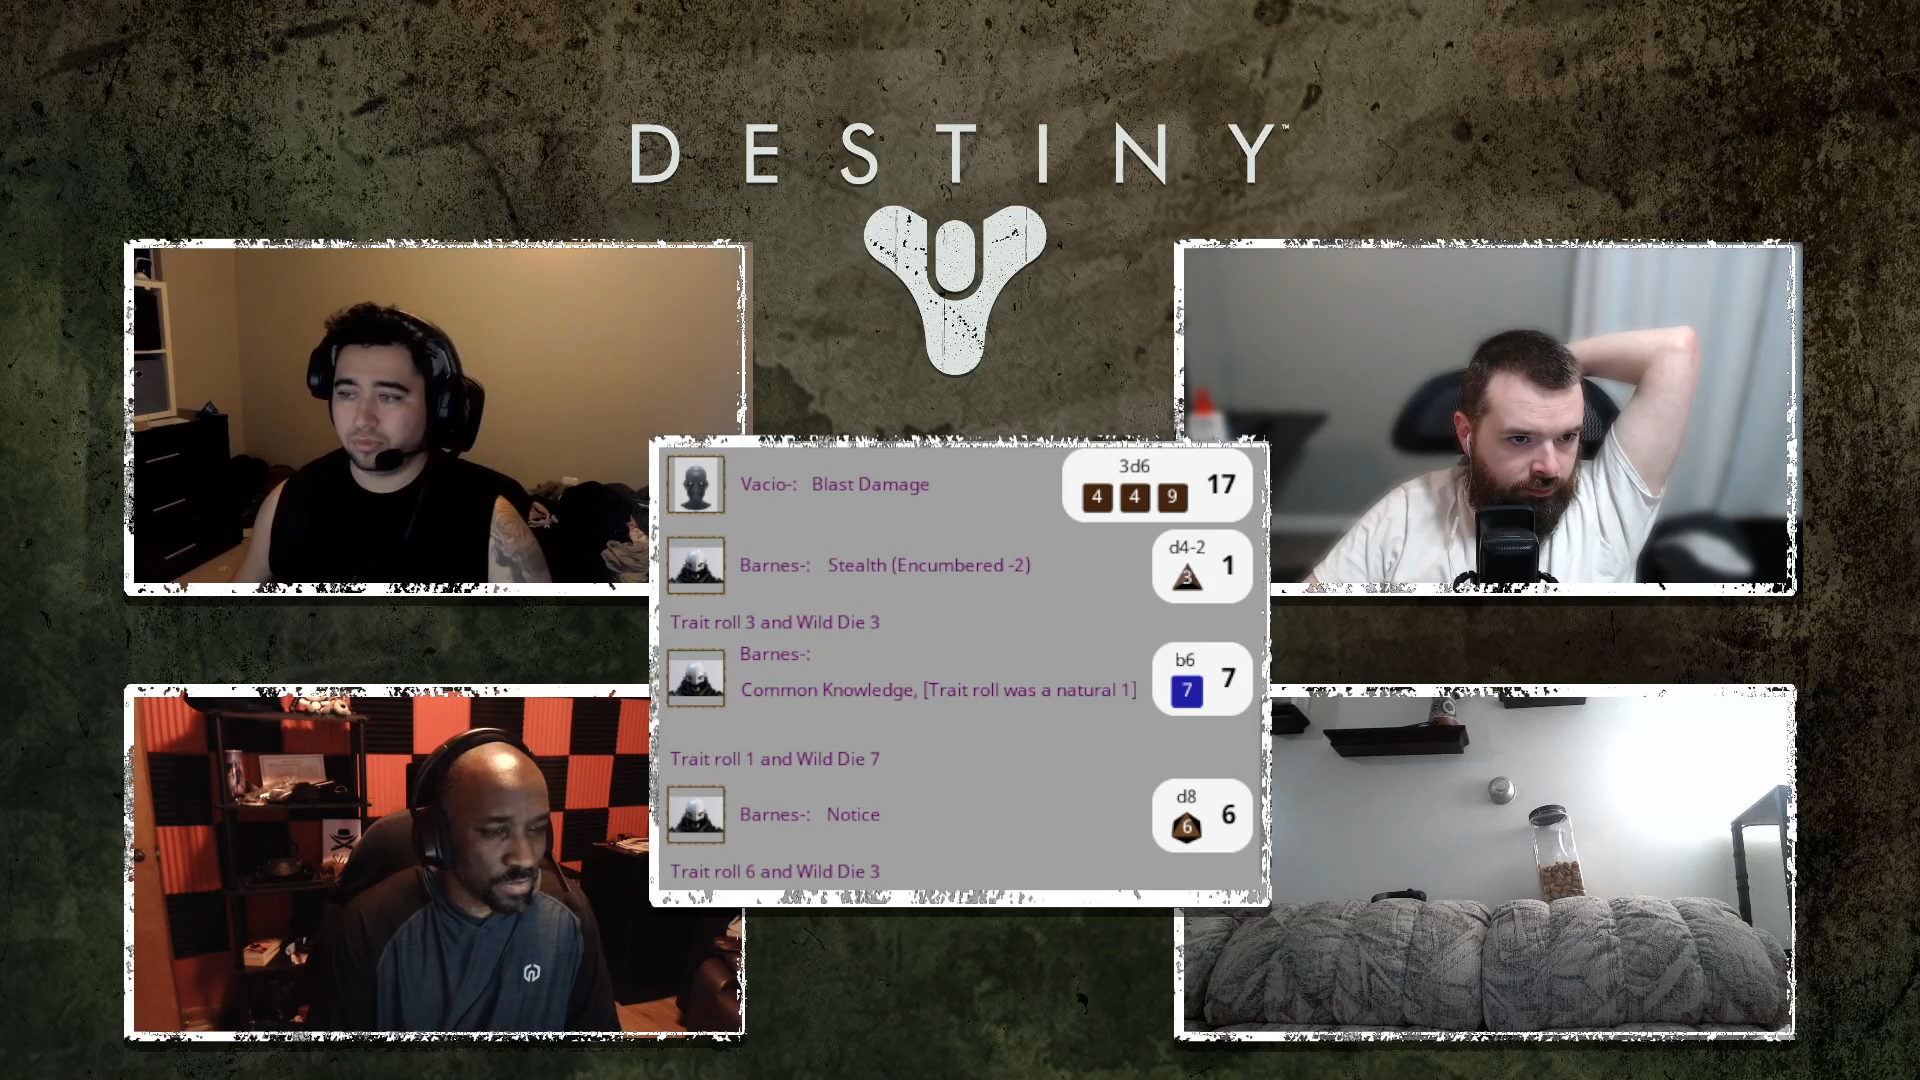 DESTINY™
Vacio-: Blast Damage
3d6
4 4 9 17
Barnes-: Stealth (Encumbered -2)
d4-2
3 1
Trait roll 3 and Wild Die 3
Barnes-:
Common Knowledge, [Trait roll was a natural 1]
b6
7 7
Trait roll 1 and Wild Die 7
Barnes-: Notice
d8
6 6
Trait roll 6 and Wild Die 3